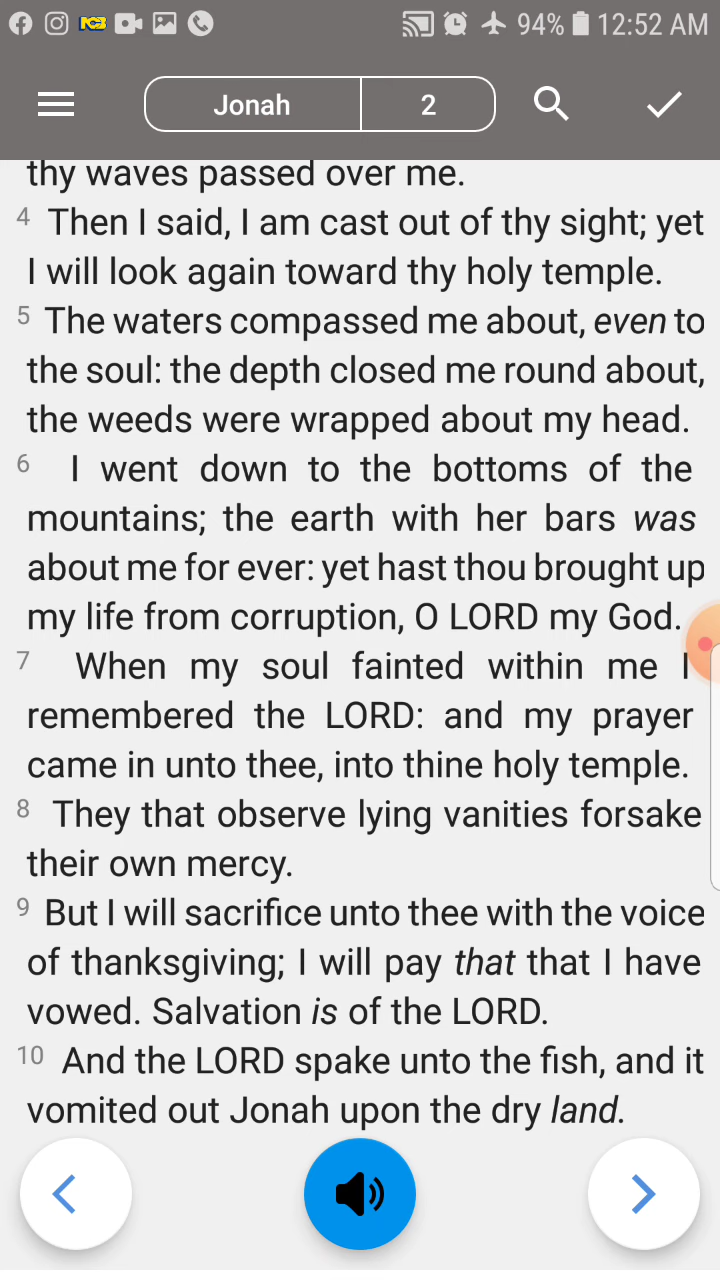 NCB
94% 12:52 AM
Jonah 2
thy waves passed over me.
4 Then I said, I am cast out of thy sight; yet
I will look again toward thy holy temple.
5 The waters compassed me about, even to
the soul: the depth closed me round about,
the weeds were wrapped about my head.
6 I went down to the bottoms of the
mountains; the earth with her bars was
about me for ever: yet hast thou brought up
my life from corruption, O LORD my God.
7 When my soul fainted within me I
remembered the LORD: and my prayer
came in unto thee, into thine holy temple.
8 They that observe lying vanities forsake
their own mercy.
9 But I will sacrifice unto thee with the voice
of thanksgiving; I will pay that that I have
vowed. Salvation is of the LORD.
10 And the LORD spake unto the fish, and it
vomited out Jonah upon the dry land.